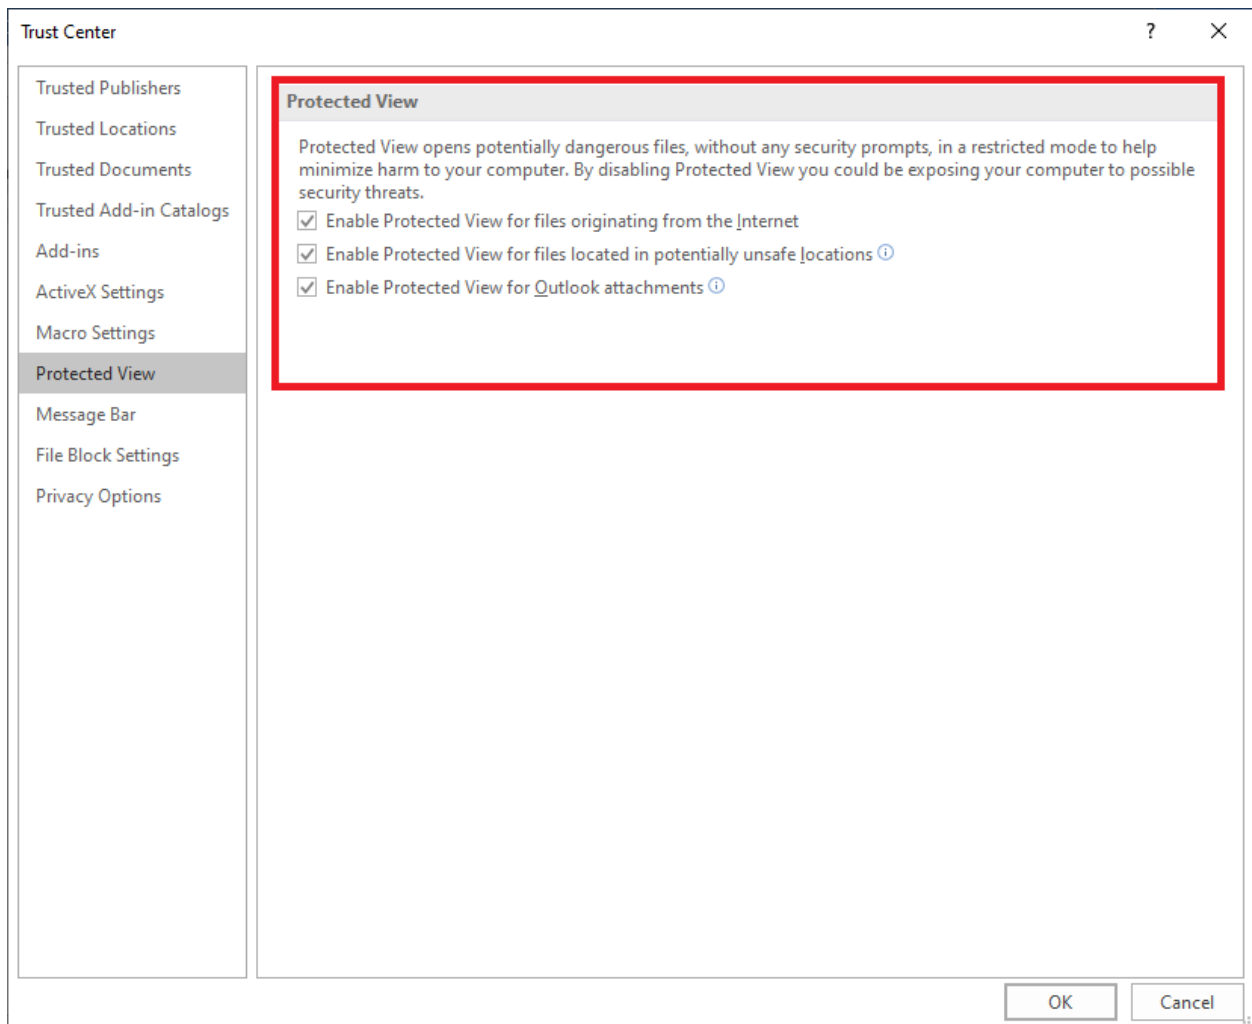 Trust Center
?
Trusted Publishers
Trusted Locations
Trusted Documents
Trusted Add-in Catalogs
Add-ins
ActiveX Settings
Macro Settings
Protected View
Message Bar
File Block Settings
Privacy Options
Protected View
Protected View opens potentially dangerous files, without any security prompts, in a restricted mode to help
minimize harm to your computer. By disabling Protected View you could be exposing your computer to possible
security threats.
Enable Protected View for files originating from the Internet
Enable Protected View for files located in potentially unsafe locations
Enable Protected View for Outlook attachments
OK
Cancel